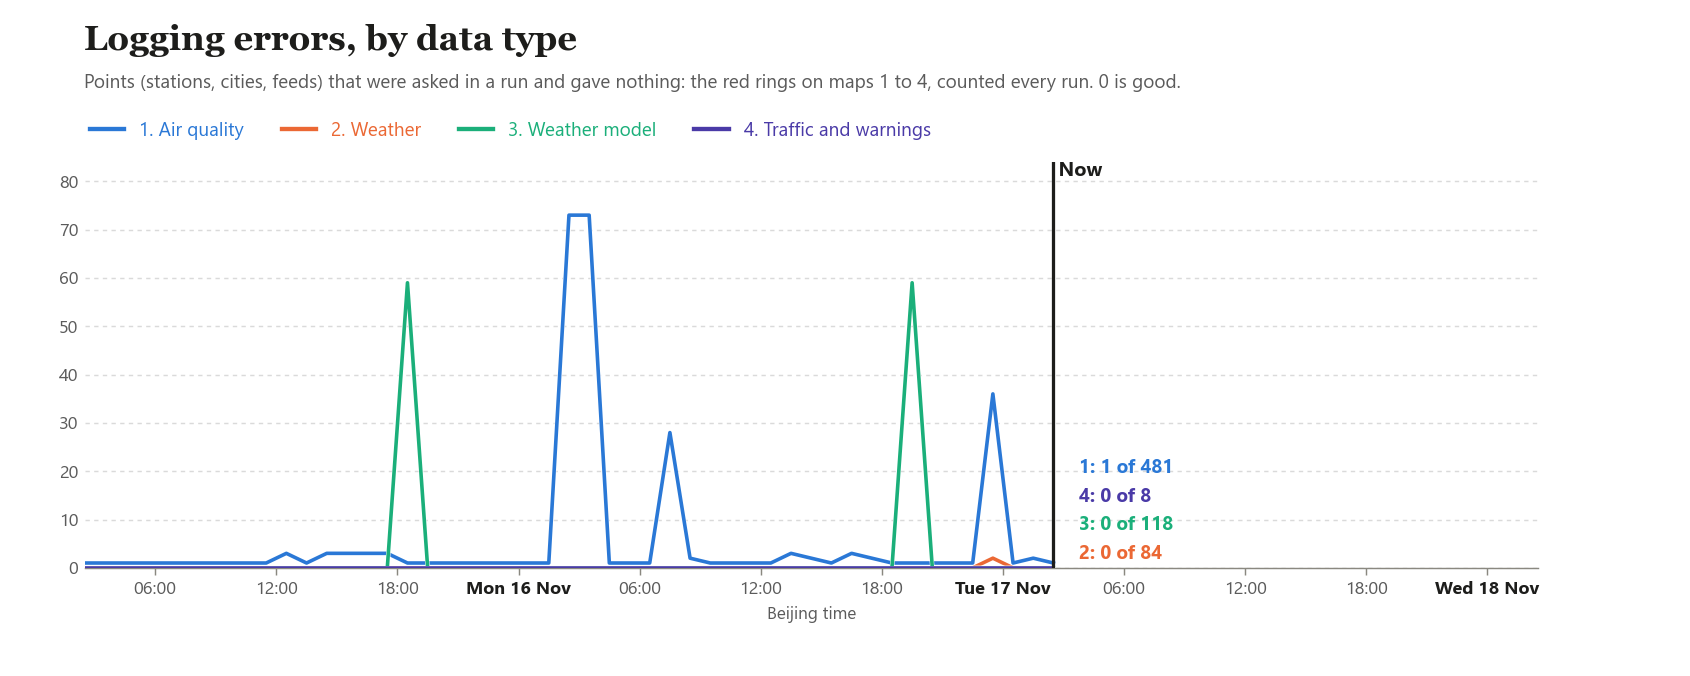 Logging errors, by data type
Points (stations, cities, feeds) that were asked in a run and gave nothing: the red rings on maps 1 to 4, counted every run. 0 is good.
1. Air quality 2. Weather 3. Weather model 4. Traffic and warnings
Now
80
70
60
50
40
30
20
10
0
1: 1 of 481
4: 0 of 8
3: 0 of 118
2: 0 of 84
06:00 12:00 18:00 Mon 16 Nov 06:00 12:00 18:00 Tue 17 Nov 06:00 12:00 18:00 Wed 18 Nov
Beijing time